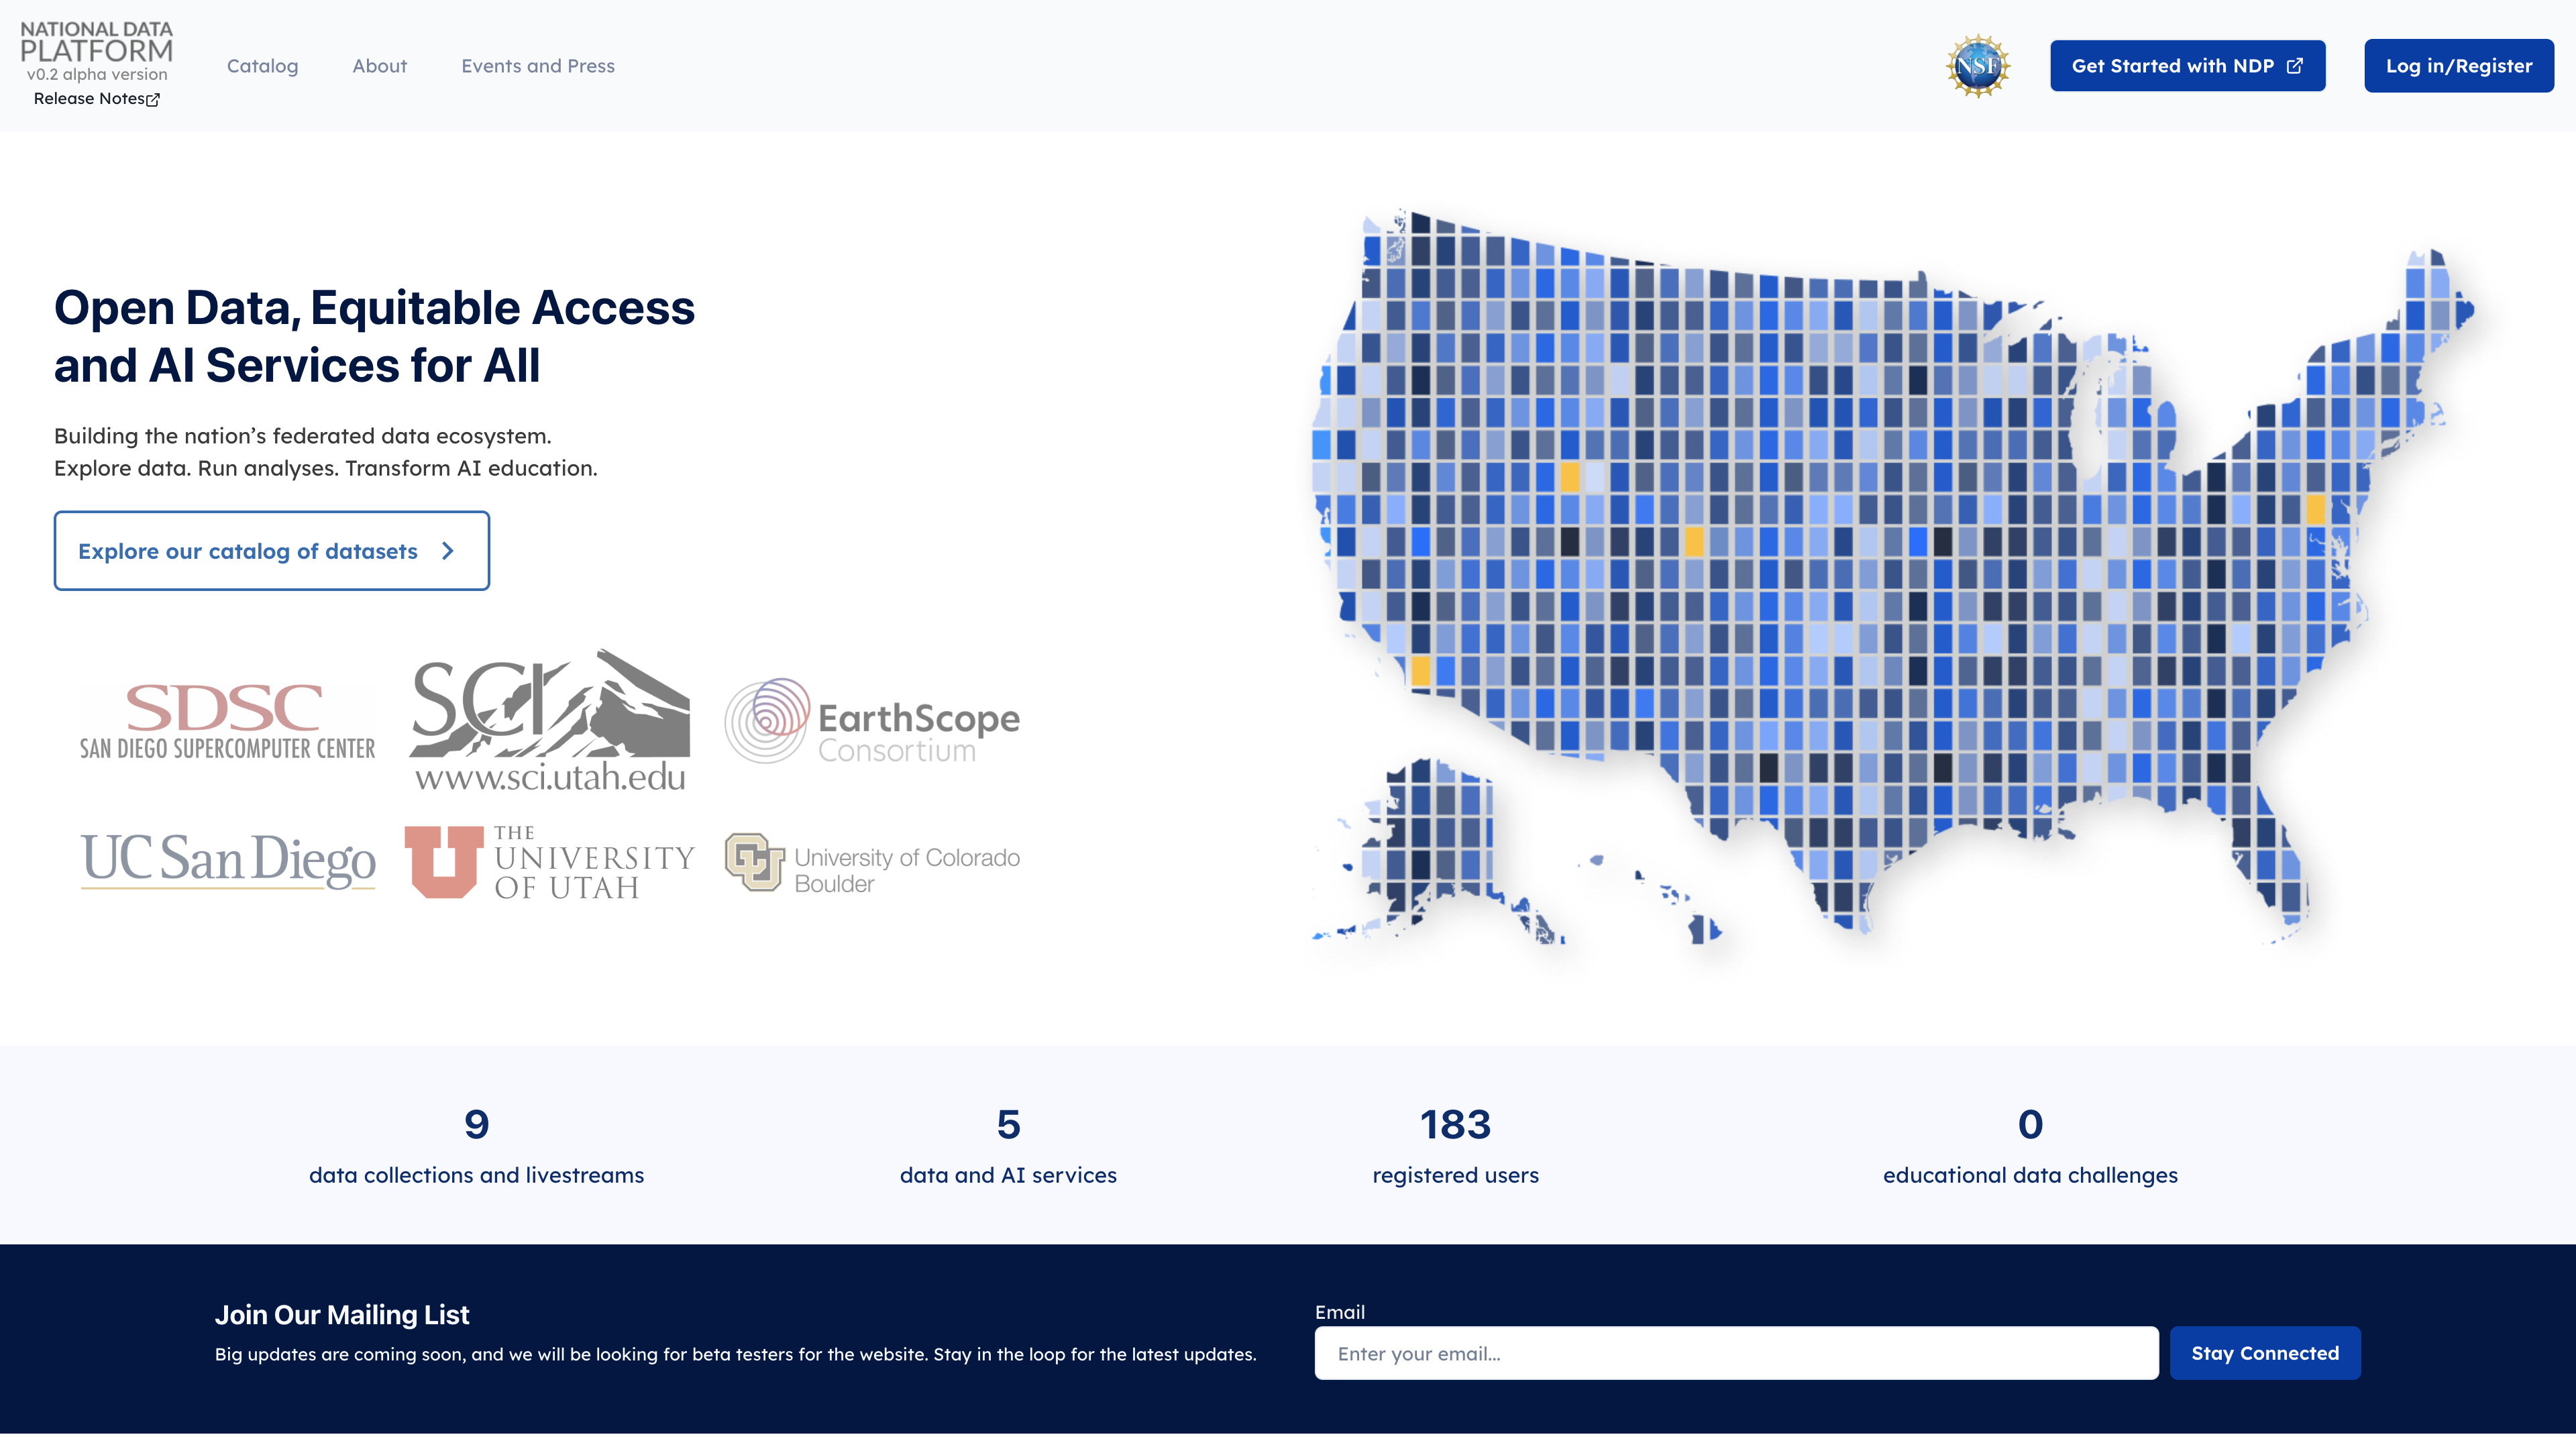 NATIONAL DATA
PLATFORM
v0.2 alpha version
Release Notes
Catalog
About
Events and Press
NSF
Get Started with NDP
Log in/Register
Open Data, Equitable Access
and AI Services for All
Building the nation’s federated data ecosystem.
Explore data. Run analyses. Transform AI education.
Explore our catalog of datasets
SDSC
SAN DIEGO SUPERCOMPUTER CENTER
SCI
www.sci.utah.edu
EarthScope
Consortium
UC San Diego
U
THE
UNIVERSITY
OF UTAH
CU
University of Colorado
Boulder
9
data collections and livestreams
5
data and AI services
183
registered users
0
educational data challenges
Join Our Mailing List
Big updates are coming soon, and we will be looking for beta testers for the website. Stay in the loop for the latest updates.
Email
Enter your email...
Stay Connected